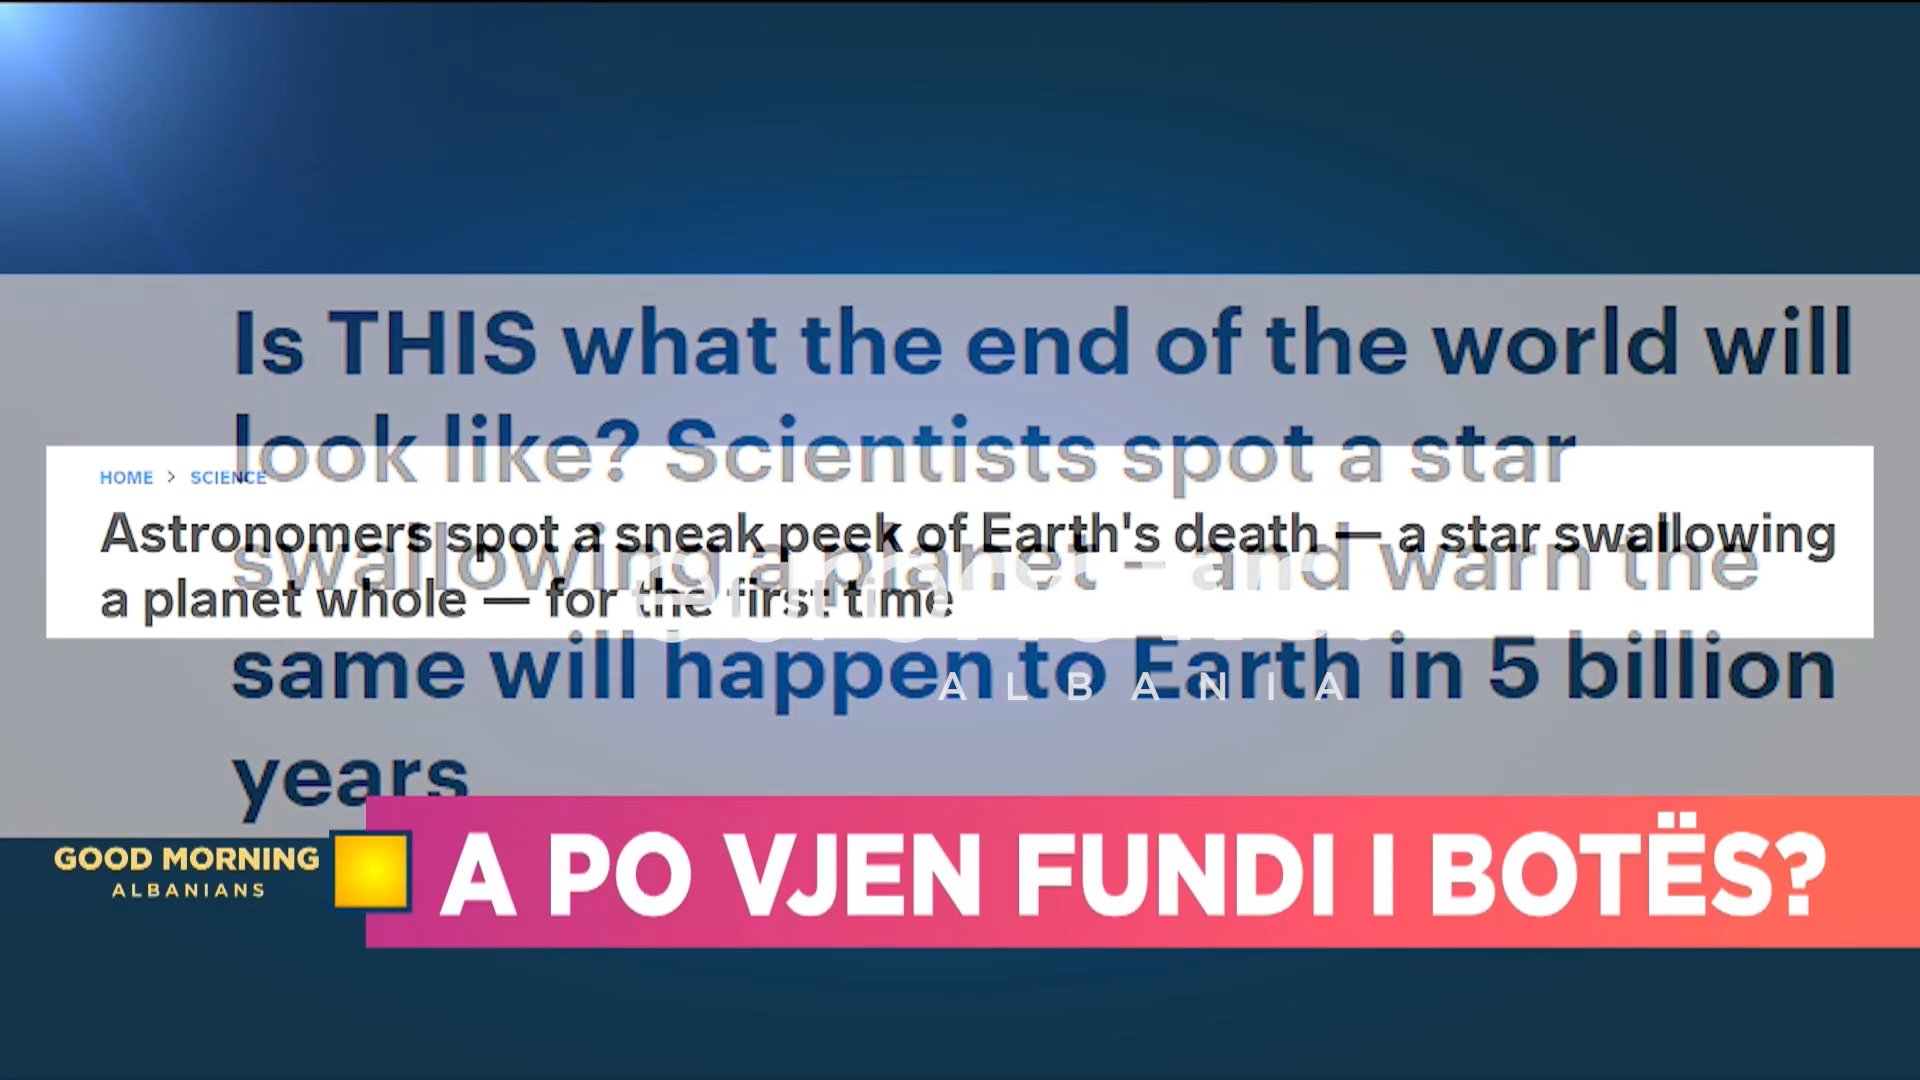 Is THIS what the end of the world will
look like? Scientists spot a star
swallowing a planet – and warn the
same will happen to Earth in 5 billion
years
HOME > SCIENCE
Astronomers spot a sneak peek of Earth's death — a star swallowing
a planet whole — for the first time
ALBANIA
GOOD MORNING
ALBANIANS
A PO VJEN FUNDI I BOTËS?